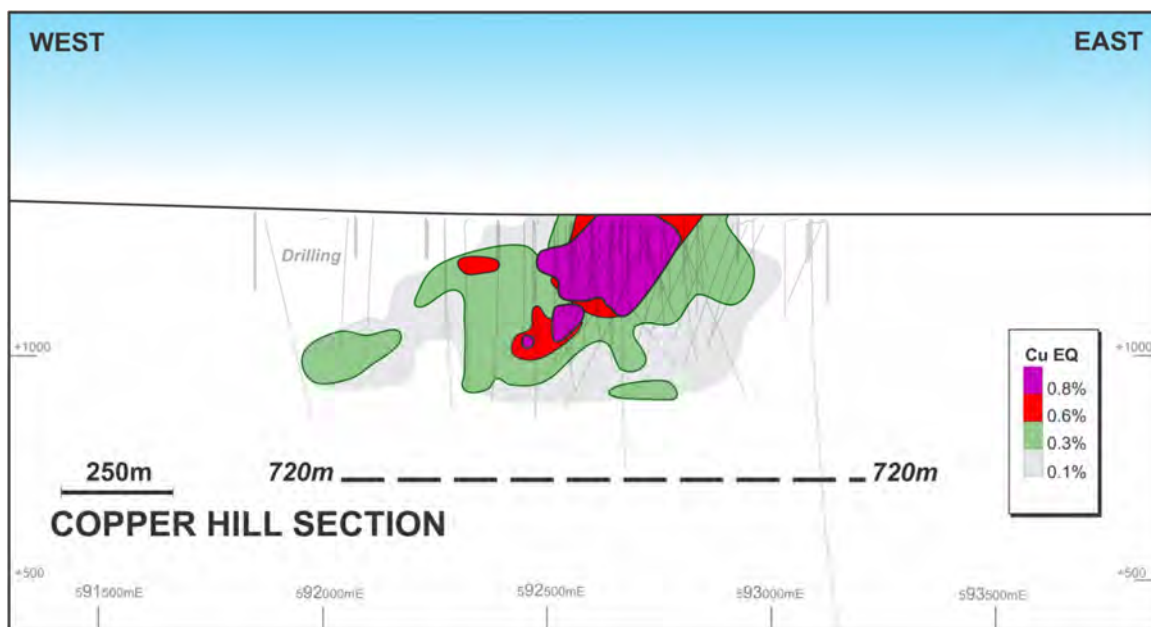 WEST
EAST
Drilling
+1000
+1000
Cu EQ
0.8%
0.6%
0.3%
0.1%
250m
720m
720m
COPPER HILL SECTION
+500
+500
591500mE
592000mE
592500mE
593000mE
593500mE